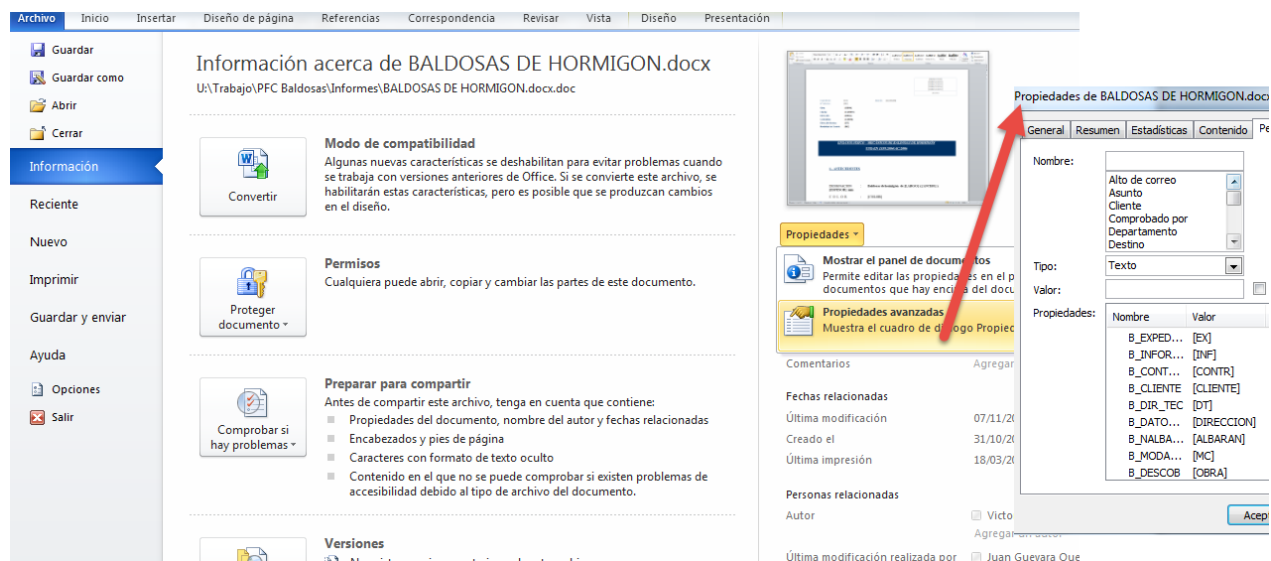 Archivo Inicio Insertar Diseño de página Referencias Correspondencia Revisar Vista Diseño Presentación
Guardar
Guardar como
Abrir
Cerrar
Información
Reciente
Nuevo
Imprimir
Guardar y enviar
Ayuda
Opciones
Salir
Información acerca de BALDOSAS DE HORMIGON.docx
U:\Trabajo\PFC Baldosas\Informes\BALDOSAS DE HORMIGON.docx.doc
Convertir
Modo de compatibilidad
Algunas nuevas características se deshabilitan para evitar problemas cuando
se trabaja con versiones anteriores de Office. Si se convierte este archivo, se
habilitarán estas características, pero es posible que se produzcan cambios
en el diseño.
Proteger
documento
Permisos
Cualquiera puede abrir, copiar y cambiar las partes de este documento.
Comprobar si
hay problemas
Preparar para compartir
Antes de compartir este archivo, tenga en cuenta que contiene:
Propiedades del documento, nombre del autor y fechas relacionadas
Encabezados y pies de página
Caracteres con formato de texto oculto
Contenido en el que no se puede comprobar si existen problemas de
accesibilidad debido al tipo de archivo del documento.
Versiones
Propiedades
Mostrar el panel de documentos
Permite editar las propiedades en el p
documentos que hay encima del docu
Propiedades avanzadas
Muestra el cuadro de diálogo Propied
Comentarios Agregar
Fechas relacionadas
Última modificación 07/11/20
Creado el 31/10/20
Última impresión 18/03/20
Personas relacionadas
Autor Victo
Agregar un autor
Última modificación realizada por Juan Guevara Que
Propiedades de BALDOSAS DE HORMIGON.docx
General Resumen Estadísticas Contenido Pe
Nombre:
Alto de correo
Asunto
Cliente
Comprobado por
Departamento
Destino
Tipo: Texto
Valor:
Propiedades: Nombre Valor
B_EXPED... [EX]
B_INFOR... [INF]
B_CONT... [CONTR]
B_CLIENTE [CLIENTE]
B_DIR_TEC [DT]
B_DATO... [DIRECCION]
B_NALBA... [ALBARAN]
B_MODA... [MC]
B_DESCOB [OBRA]
Acept